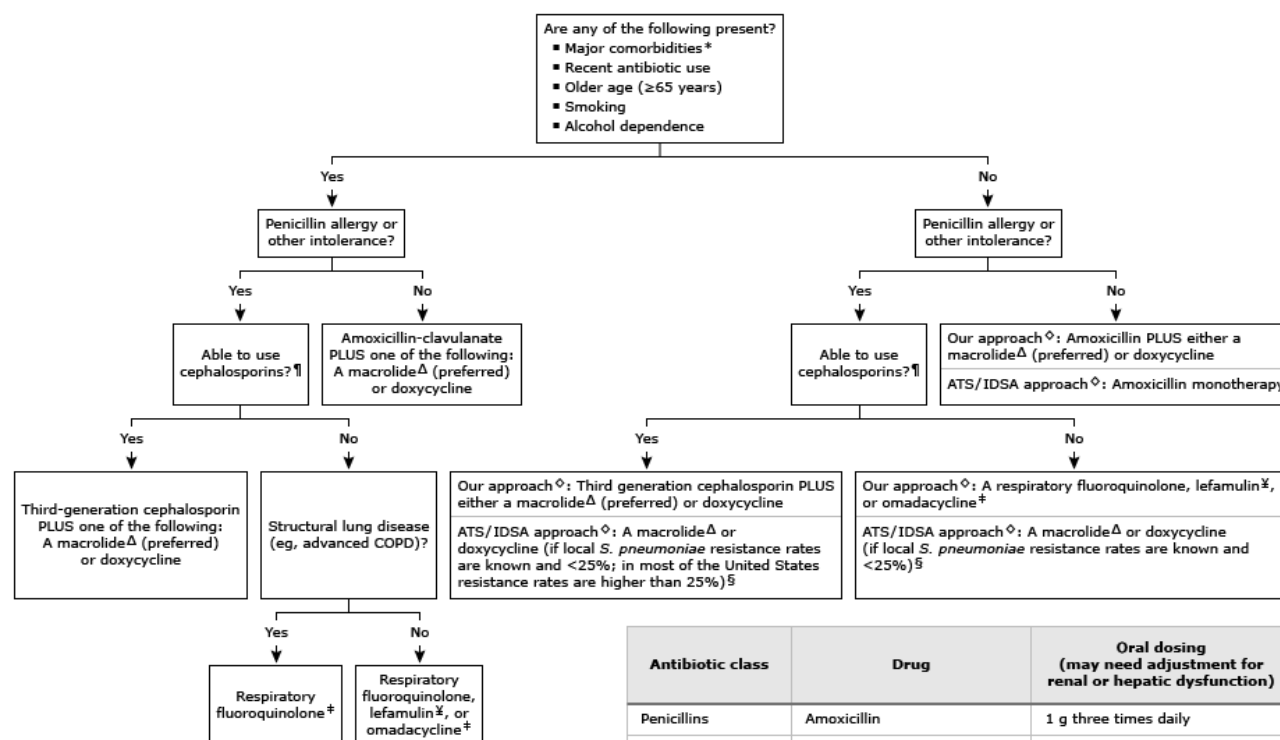 Are any of the following present?
▪ Major comorbidities*
▪ Recent antibiotic use
▪ Older age (≥65 years)
▪ Smoking
▪ Alcohol dependence
Yes
No
Penicillin allergy or
other intolerance?
Penicillin allergy or
other intolerance?
Yes
No
Yes
No
Able to use
cephalosporins?¶
Amoxicillin-clavulanate
PLUS one of the following:
A macrolideΔ (preferred)
or doxycycline
Able to use
cephalosporins?¶
Our approach◇: Amoxicillin PLUS either a
macrolideΔ (preferred) or doxycycline
ATS/IDSA approach◇: Amoxicillin monotherapy
Yes
No
Yes
No
Third-generation cephalosporin
PLUS one of the following:
A macrolideΔ (preferred)
or doxycycline
Structural lung disease
(eg, advanced COPD)?
Our approach◇: Third generation cephalosporin PLUS
either a macrolideΔ (preferred) or doxycycline
ATS/IDSA approach◇: A macrolideΔ or
doxycycline (if local S. pneumoniae resistance rates
are known and <25%; in most of the United States
resistance rates are higher than 25%)§
Our approach◇: A respiratory fluoroquinolone, lefamulin¥,
or omadacycline‡
ATS/IDSA approach◇: A macrolideΔ or doxycycline
(if local S. pneumoniae resistance rates are known and
<25%)§
Yes
No
Respiratory
fluoroquinolone‡
Respiratory
fluoroquinolone,
lefamulin¥, or
omadacycline‡
Antibiotic class
Drug
Oral dosing
(may need adjustment for
renal or hepatic dysfunction)
Penicillins
Amoxicillin
1 g three times daily